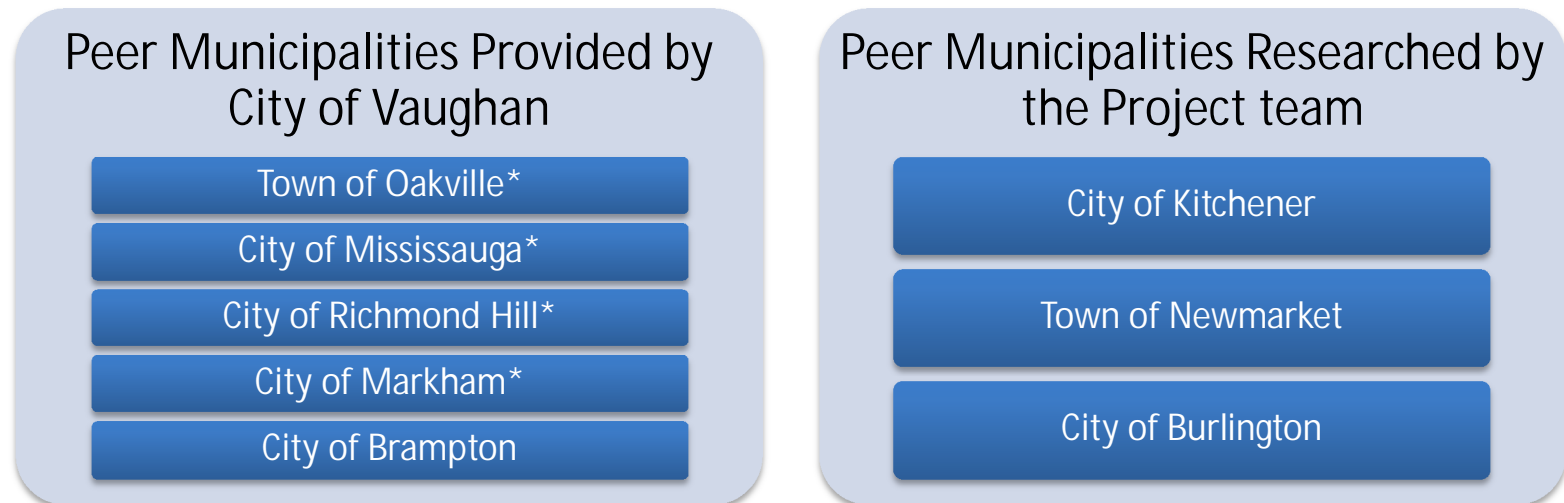 Peer Municipalities Provided by
City of Vaughan
Town of Oakville*
City of Mississauga*
City of Richmond Hill*
City of Markham*
City of Brampton
Peer Municipalities Researched by
the Project team
City of Kitchener
Town of Newmarket
City of Burlington